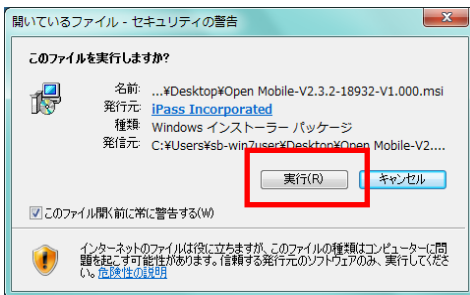 開いているファイル - セキュリティの警告
このファイルを実行しますか?
名前: ...¥Desktop¥Open Mobile-V2.3.2-18932-V1.000.msi
発行元: iPass Incorporated
種類: Windows インストーラー パッケージ
発信元: C:¥Users¥sb-win7user¥Desktop¥Open Mobile-V2....
実行(R) キャンセル
このファイル開く前に常に警告する(W)
インターネットのファイルは役に立ちますが、このファイルの種類はコンピューターに問
題を起こす可能性があります。信頼する発行元のソフトウェアのみ、実行してくださ
い。危険性の説明